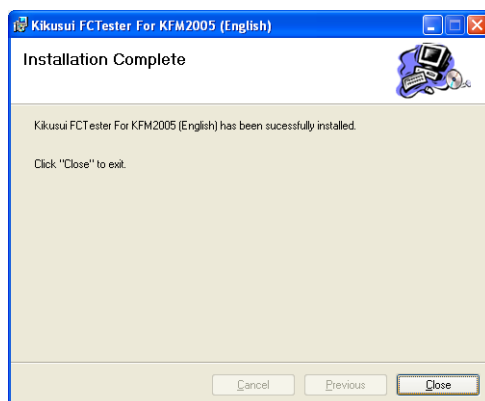 Kikusui FCTester For KFM2005 (English)
Installation Complete
Kikusui FCTester For KFM2005 (English) has been sucessfully installed.
Click "Close" to exit.
Cancel Previous Close